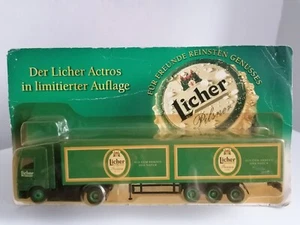 Der Licher Actros
in limitierter Auflage
FÜR FREUNDE REINSTEN GENUSSES
Licher
Pilsner
Licher
Licher